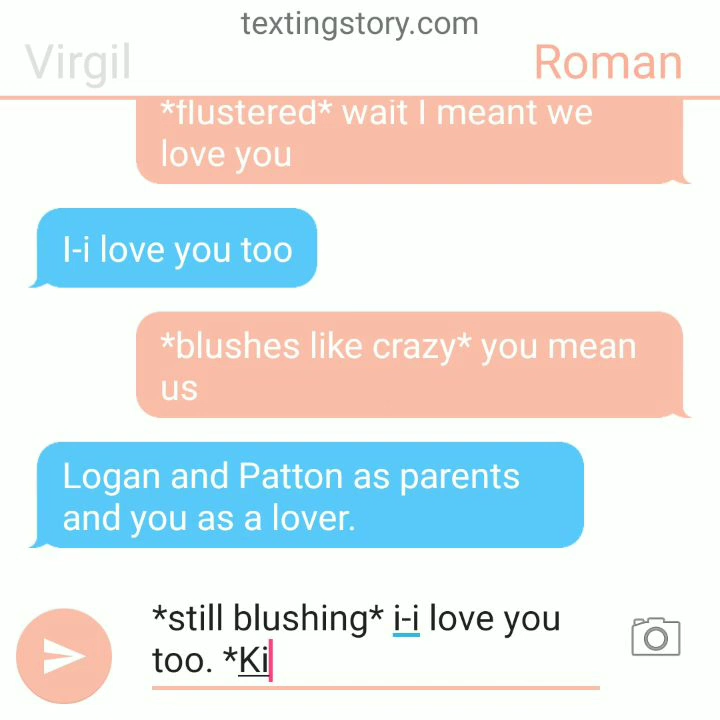 textingstory.com
Virgil
Roman
*flustered* wait I meant we
love you
I-i love you too
*blushes like crazy* you mean
us
Logan and Patton as parents
and you as a lover.
*still blushing* i-i love you
too. *Ki